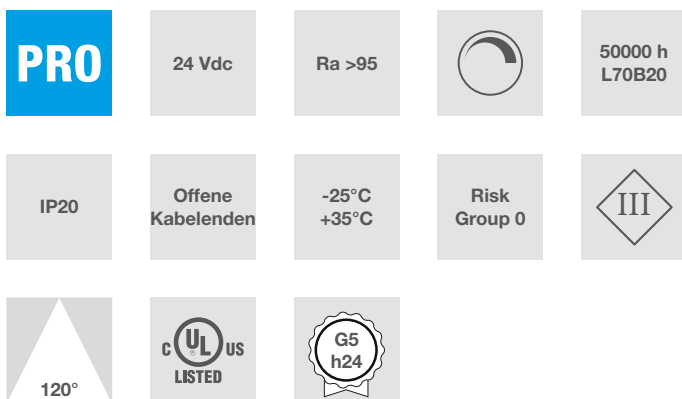 PRO
24 Vdc
Ra >95
50000 h
L70B20
IP20
Offene
Kabelenden
-25°C
+35°C
Risk
Group 0
III
120°
C UL® US
LISTED
G5
h24